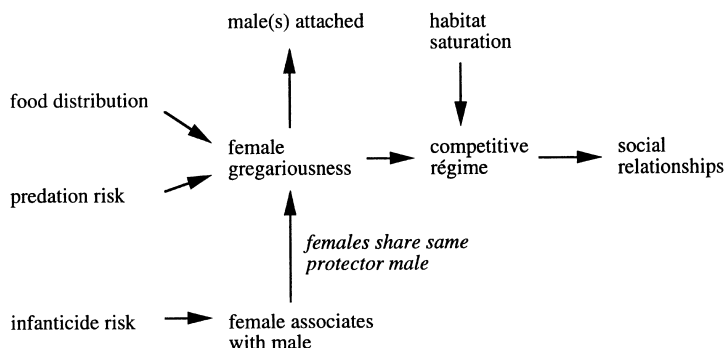 male(s) attached
habitat
saturation
food distribution
female
gregariousness
competitive
régime
social
relationships
predation risk
females share same
protector male
infanticide risk
female associates
with male